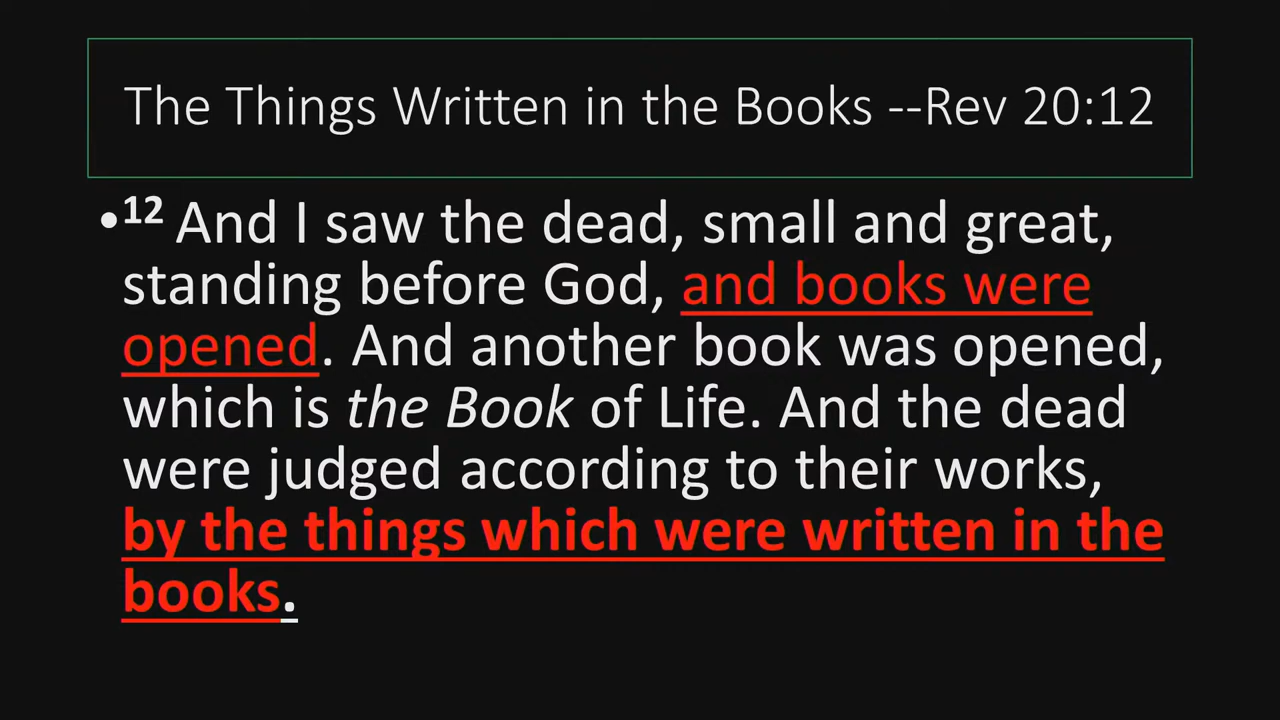 The Things Written in the Books --Rev 20:12
•12 And I saw the dead, small and great,
standing before God, and books were
opened. And another book was opened,
which is the Book of Life. And the dead
were judged according to their works,
by the things which were written in the
books.